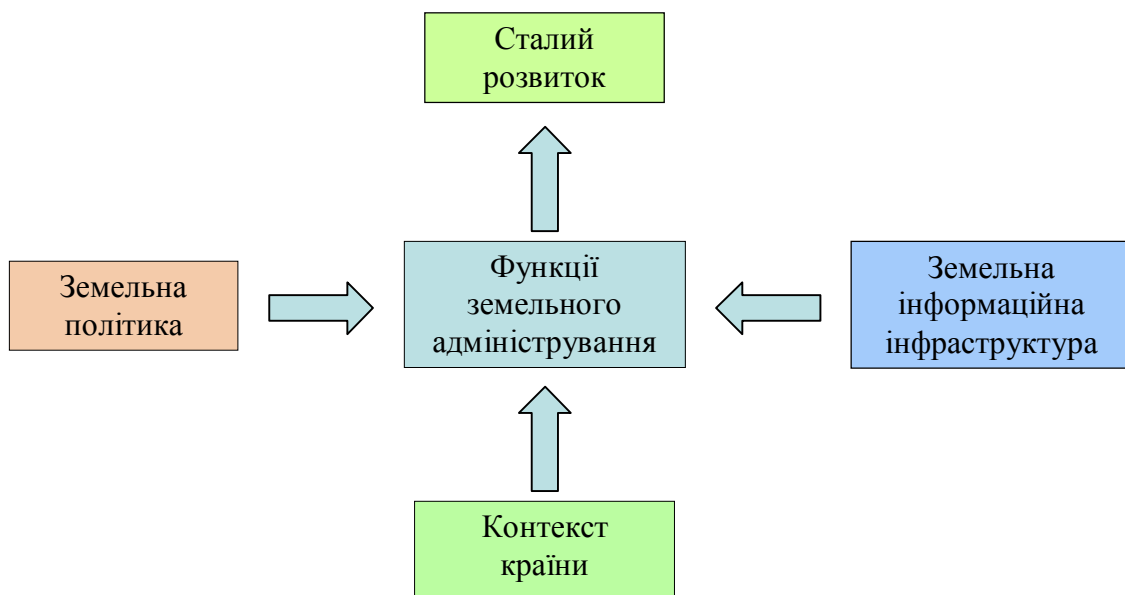 Сталий
розвиток
Земельна
політика
Функції
земельного
адміністрування
Земельна
інформаційна
інфраструктура
Контекст
країни